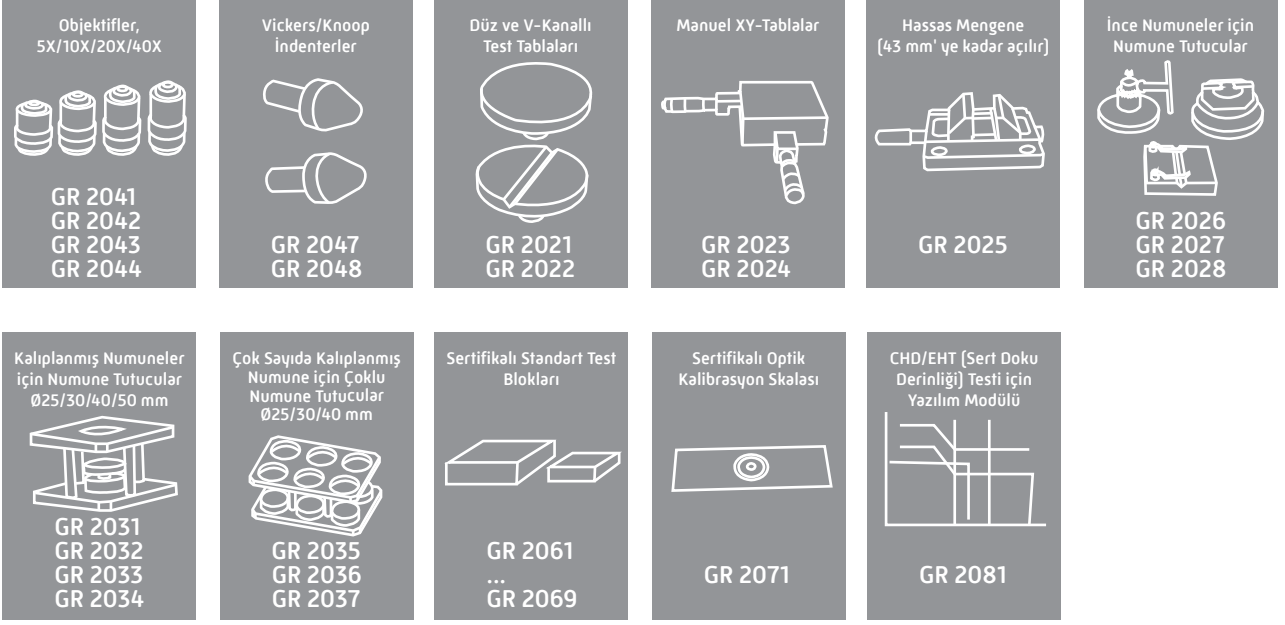 Objektifler,
5X/10X/20X/40X
GR 2041
GR 2042
GR 2043
GR 2044
Vickers/Knoop
İndenterler
GR 2047
GR 2048
Düz ve V-Kanallı
Test Tablaları
GR 2021
GR 2022
Manuel XY-Tablalar
GR 2023
GR 2024
Hassas Mengene
(43 mm' ye kadar açılır)
GR 2025
İnce Numuneler için
Numune Tutucular
GR 2026
GR 2027
GR 2028
Kalıplanmış Numuneler
için Numune Tutucular
Ø25/30/40/50 mm
GR 2031
GR 2032
GR 2033
GR 2034
Çok Sayıda Kalıplanmış
Numune için Çoklu
Numune Tutucular
Ø25/30/40 mm
GR 2035
GR 2036
GR 2037
Sertifikalı Standart Test
Blokları
GR 2061
...
GR 2069
Sertifikalı Optik
Kalibrasyon Skalası
GR 2071
CHD/EHT (Sert Doku
Derinliği) Testi için
Yazılım Modülü
GR 2081